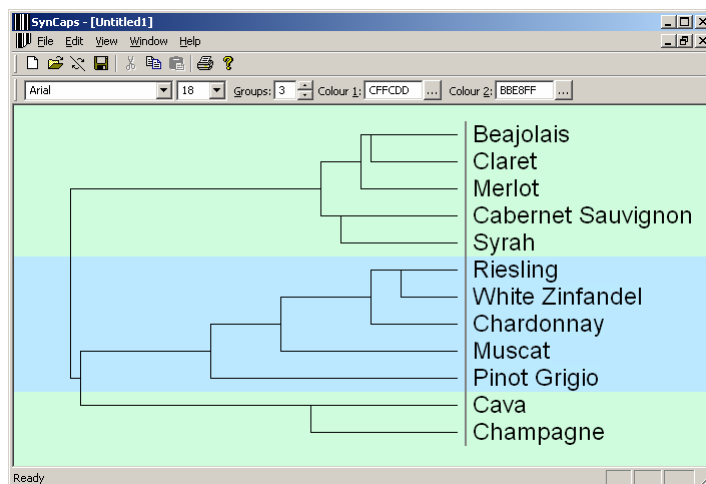 SynCaps - [Untitled1]
File Edit View Window Help
Arial 18 Groups: 3 Colour 1: CFFCDD ... Colour 2: BBE8FF ...
Beajolais
Claret
Merlot
Cabernet Sauvignon
Syrah
Riesling
White Zinfandel
Chardonnay
Muscat
Pinot Grigio
Cava
Champagne
Ready